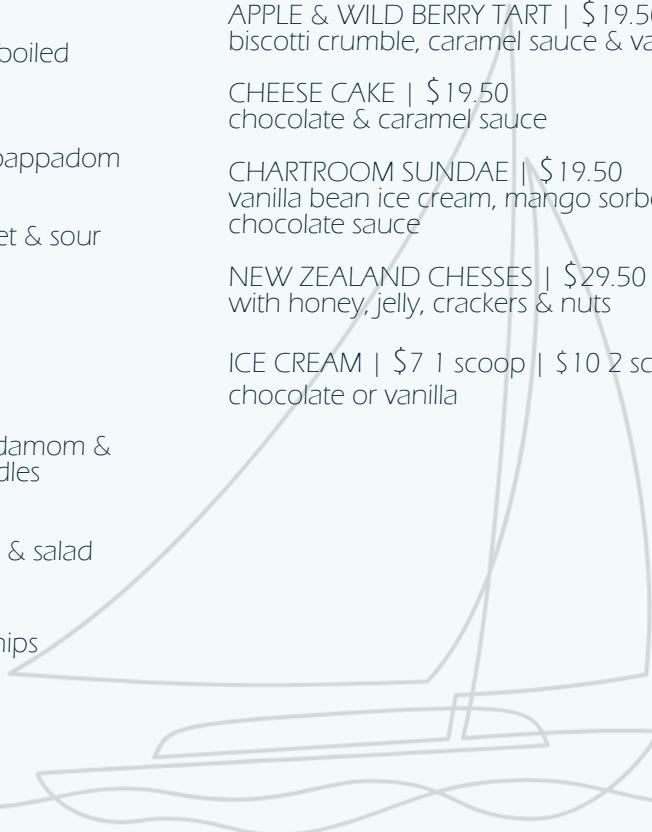 boiled
pappadom
et & sour
damom &
dles
& salad
hips
APPLE & WILD BERRY TART | $19.50
biscotti crumble, caramel sauce & va
CHEESE CAKE | $19.50
chocolate & caramel sauce
CHARTROOM SUNDAE | $19.50
vanilla bean ice cream, mango sorbe
chocolate sauce
NEW ZEALAND CHESSES | $29.50
with honey, jelly, crackers & nuts
ICE CREAM | $7 1 scoop | $10 2 sc
chocolate or vanilla